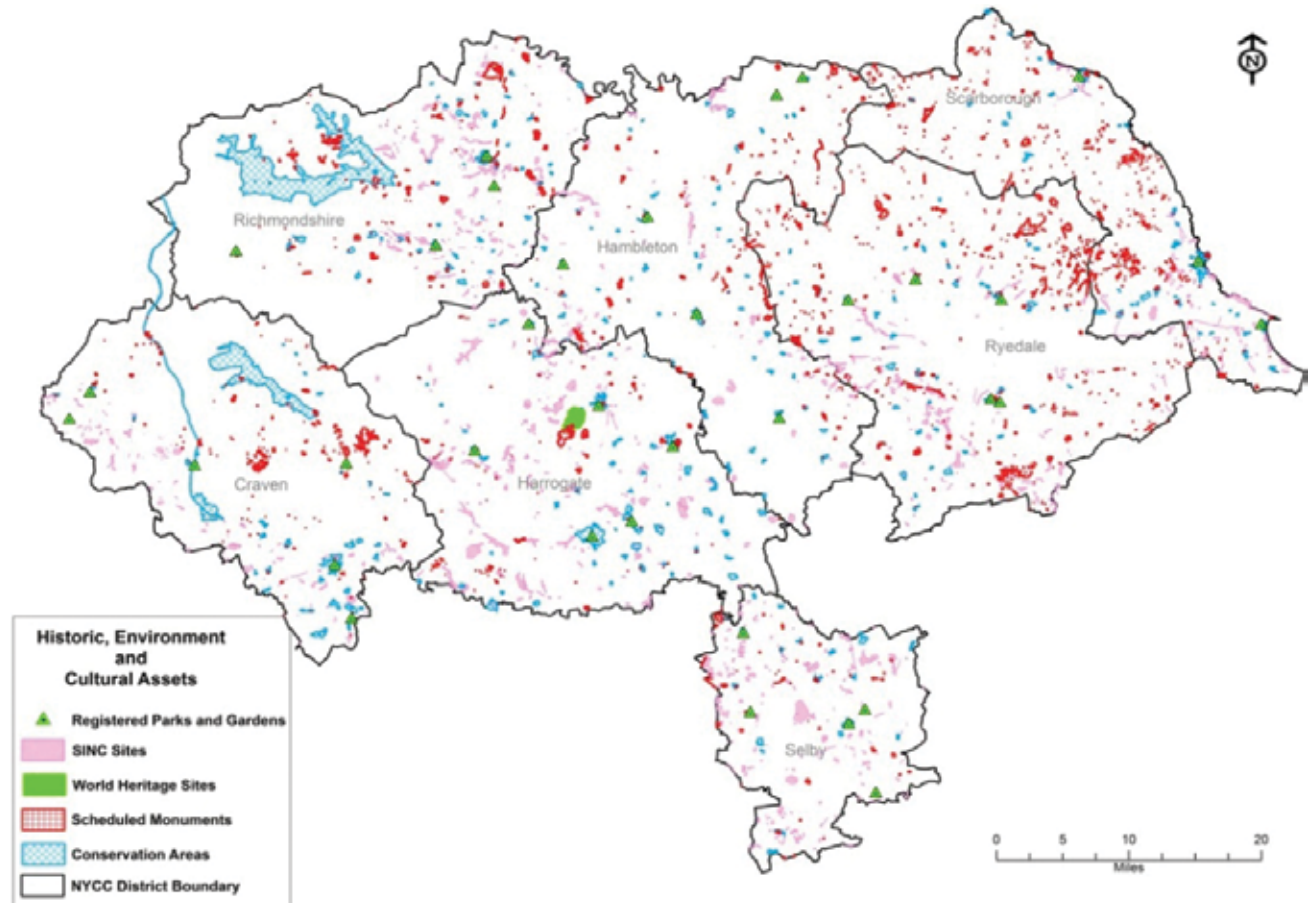 N
Scarborough
Richmondshire
Hambleton
Ryedale
Craven
Harrogate
Selby
Historic, Environment
and
Cultural Assets
Registered Parks and Gardens
SINC Sites
World Heritage Sites
Scheduled Monuments
Conservation Areas
NYCC District Boundary
0 5 10 20
Miles